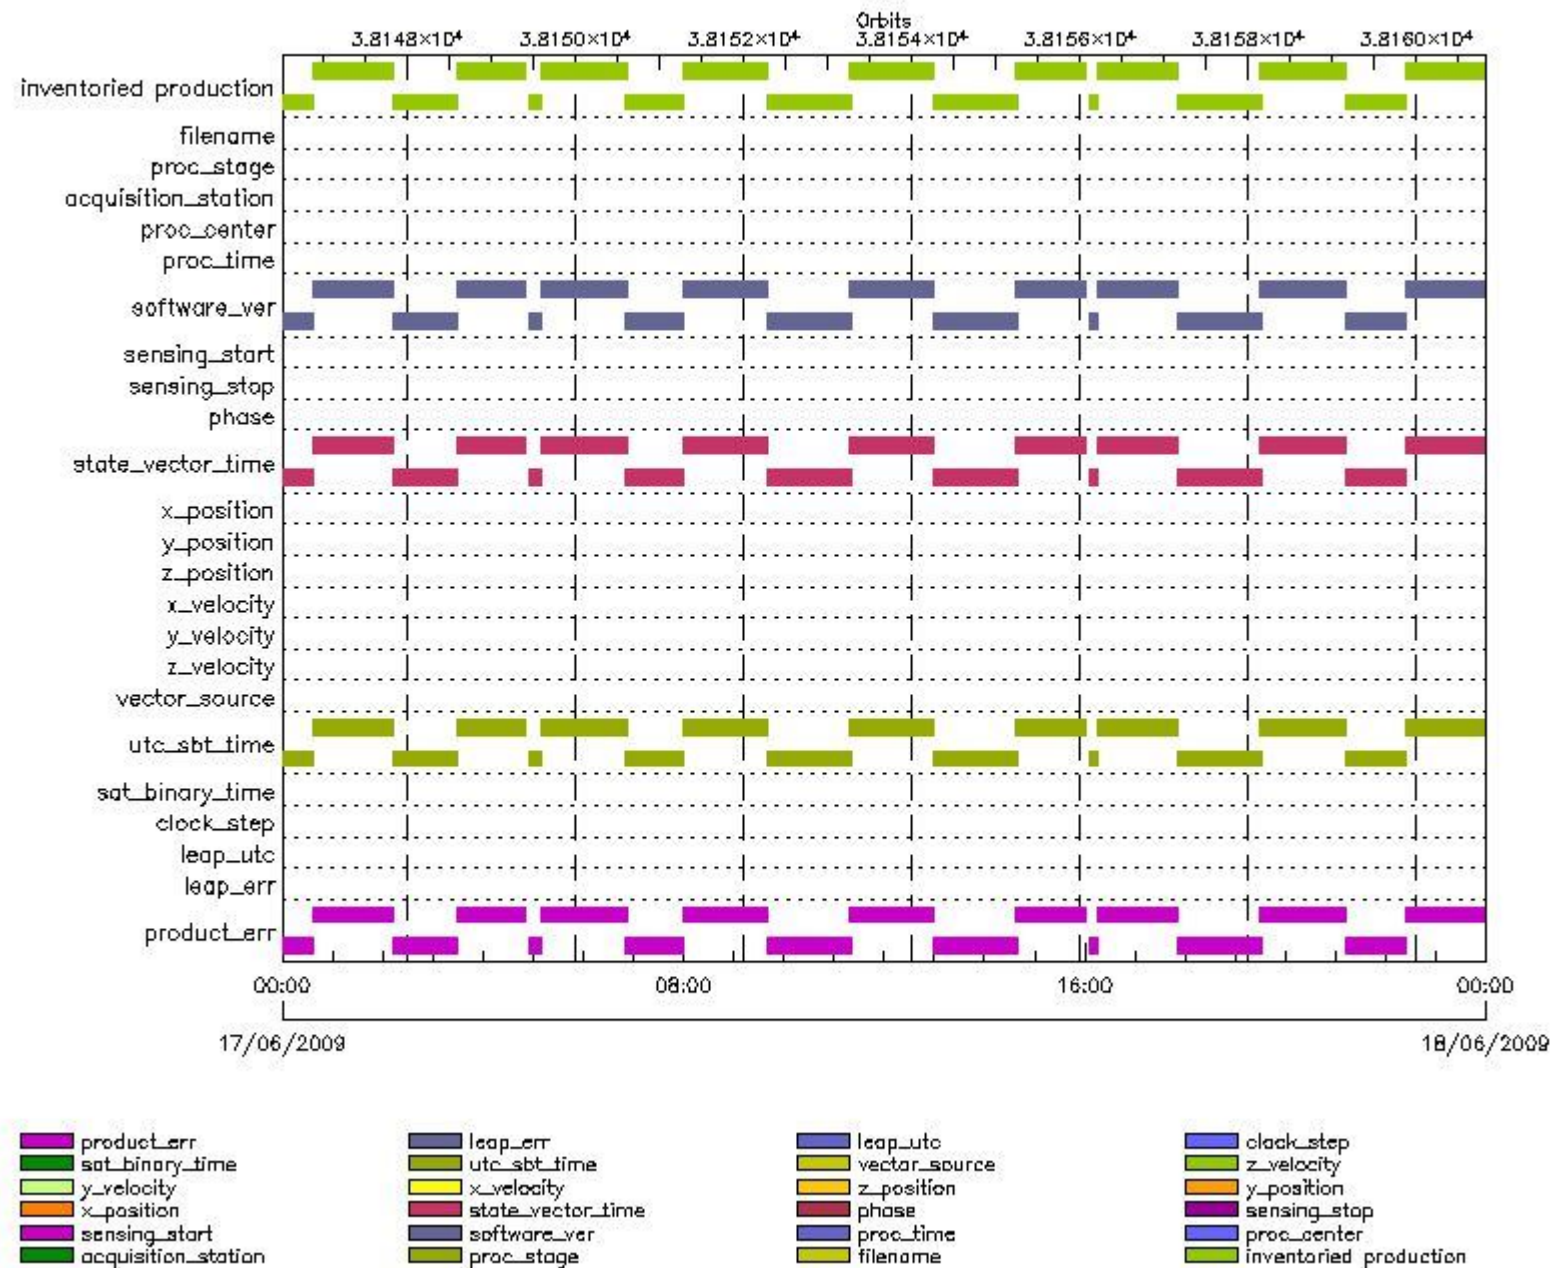 Orbits
3.8148×10⁴ 3.8150×10⁴ 3.8152×10⁴ 3.8154×10⁴ 3.8156×10⁴ 3.8158×10⁴ 3.8160×10⁴
inventoried production
filename
proc_stage
acquisition_station
proc_center
proc_time
software_ver
sensing_start
sensing_stop
phase
state_vector_time
x_position
y_position
z_position
x_velocity
y_velocity
z_velocity
vector_source
utc_sbt_time
sat_binary_time
clock_step
leap_utc
leap_err
product_err
00:00 08:00 16:00 00:00
17/06/2009 18/06/2009
product_err leap_err leap_utc clock_step
sat_binary_time utc_sbt_time vector_source z_velocity
y_velocity x_velocity z_position y_position
x_position state_vector_time phase sensing_stop
sensing_start software_ver proc_time proc_center
acquisition_station proc_stage filename inventoried production